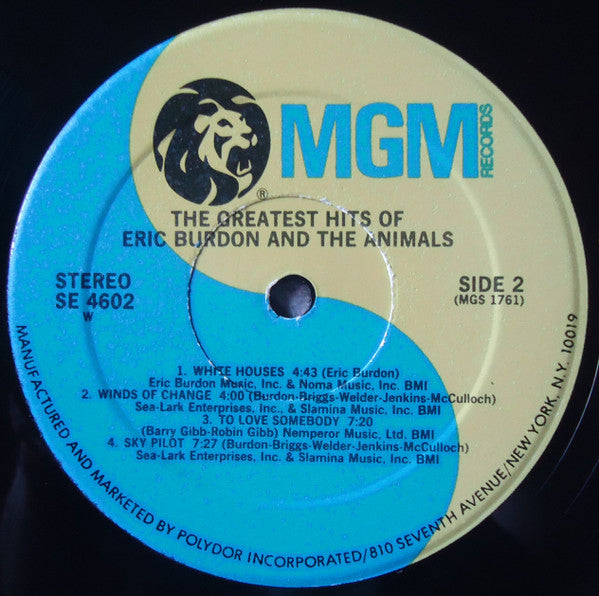 MGM
RECORDS
®
THE GREATEST HITS OF
ERIC BURDON AND THE ANIMALS
STEREO
SE 4602
W
SIDE 2
(MGS 1761)
1. WHITE HOUSES 4:43 (Eric Burdon)
Eric Burdon Music, Inc. & Noma Music, Inc. BMI
2. WINDS OF CHANGE 4:00 (Burdon-Briggs-Welder-Jenkins-McCulloch)
Sea-Lark Enterprises, Inc. & Slamina Music, Inc. BMI
3. TO LOVE SOMEBODY 7:20
(Barry Gibb-Robin Gibb) Nemperor Music, Ltd. BMI
4. SKY PILOT 7:27 (Burdon-Briggs-Welder-Jenkins-McCulloch)
Sea-Lark Enterprises, Inc. & Slamina Music, Inc. BMI
MANUFACTURED AND MARKETED BY POLYDOR INCORPORATED/810 SEVENTH AVENUE/NEW YORK, N.Y. 10019